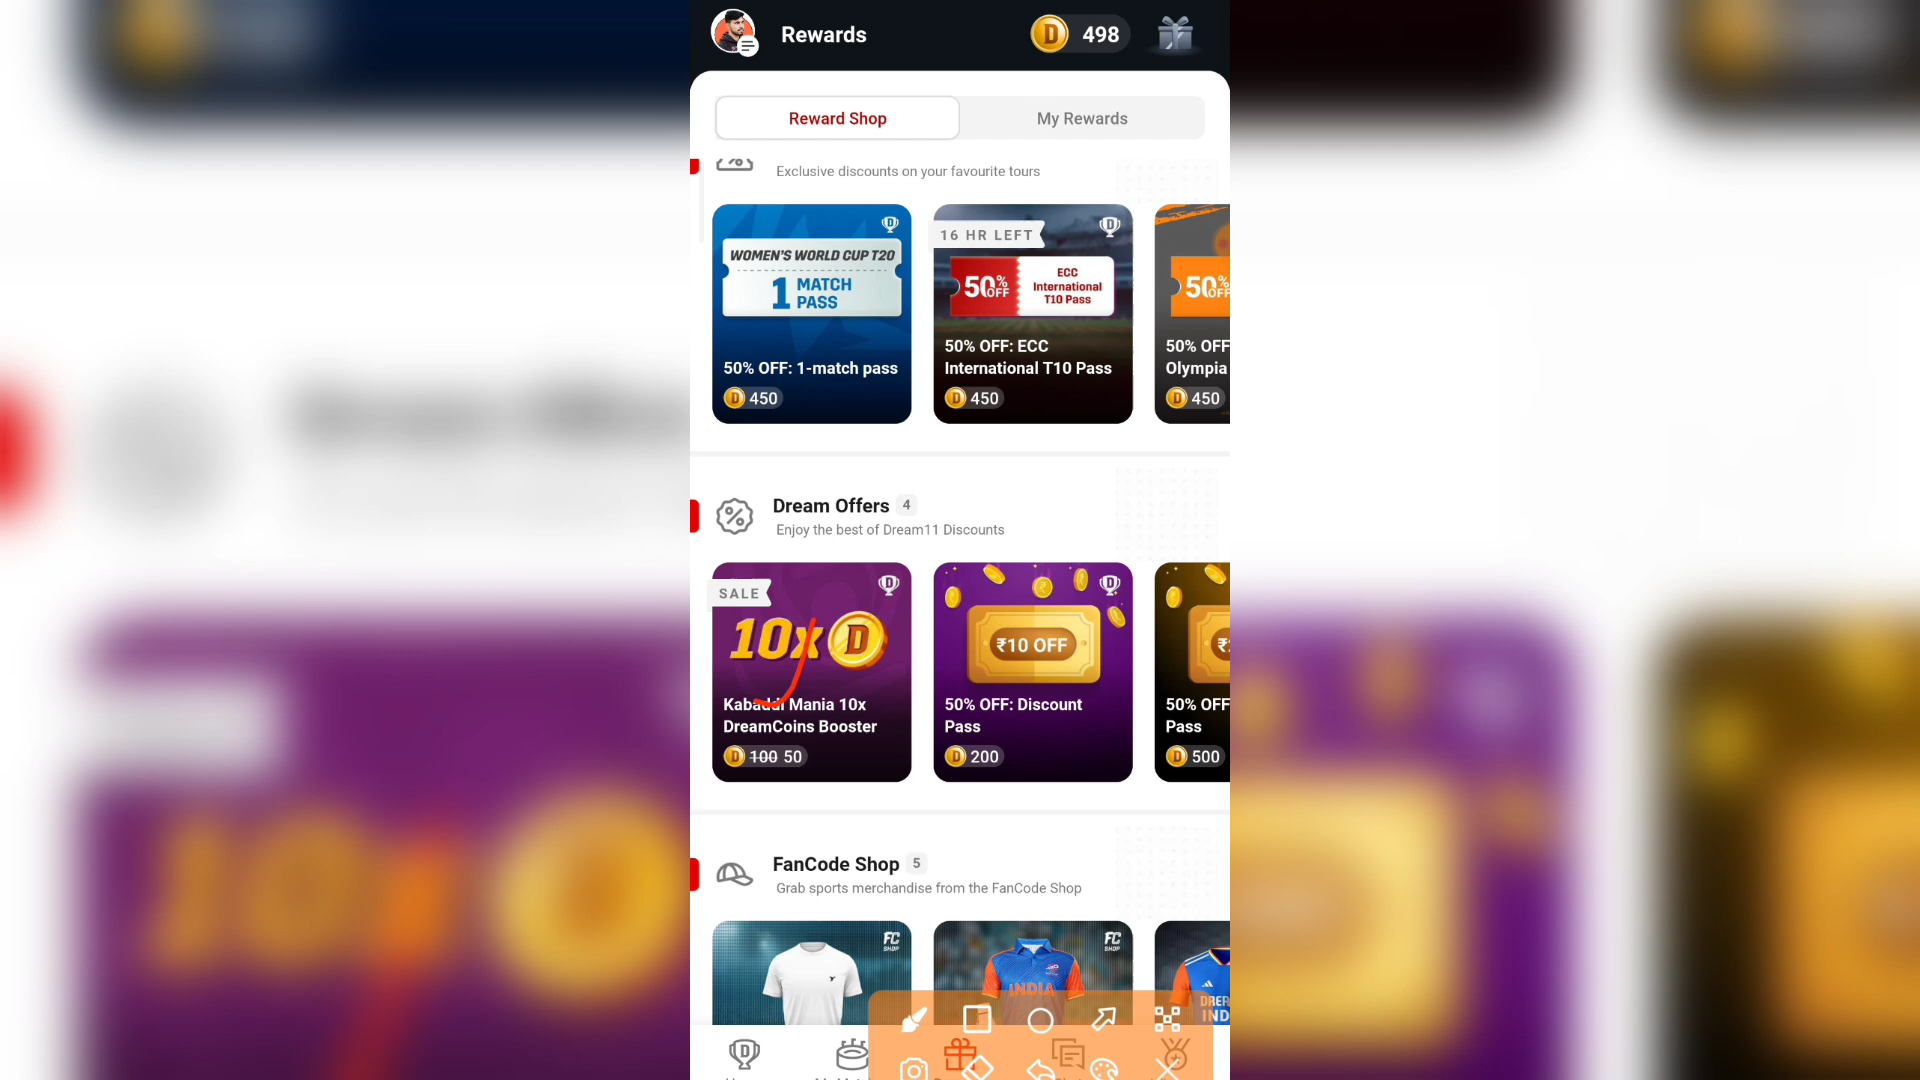 Rewards
498
Reward Shop
My Rewards
Exclusive discounts on your favourite tours
WOMEN'S WORLD CUP T20
1 MATCH PASS
50% OFF: 1-match pass
450
16 HR LEFT
50% OFF
ECC
International
T10 Pass
50% OFF: ECC
International T10 Pass
450
50% OFF
50% OFF
Olympia
450
Dream Offers 4
Enjoy the best of Dream11 Discounts
SALE
10x D
Kabaddi Mania 10x
DreamCoins Booster
100 50
₹10 OFF
50% OFF: Discount
Pass
200
50% OFF
Pass
500
FanCode Shop 5
Grab sports merchandise from the FanCode Shop
FC
SHOP
INDIA
FC
SHOP